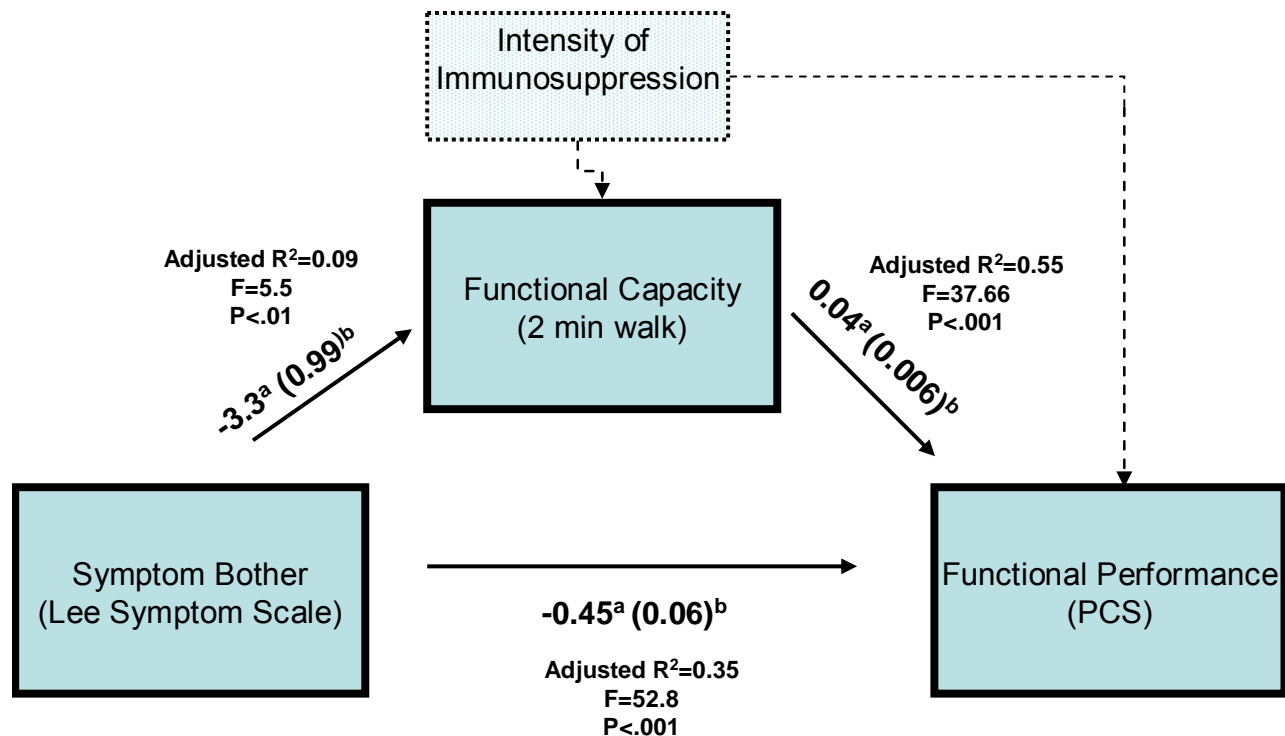 Intensity of
Immunosuppression
Adjusted R²=0.09
F=5.5
P<.01
-3.3ᵃ (0.99)ᵇ
Functional Capacity
(2 min walk)
Adjusted R²=0.55
F=37.66
P<.001
0.04ᵃ (0.006)ᵇ
Symptom Bother
(Lee Symptom Scale)
-0.45ᵃ (0.06)ᵇ
Adjusted R²=0.35
F=52.8
P<.001
Functional Performance
(PCS)